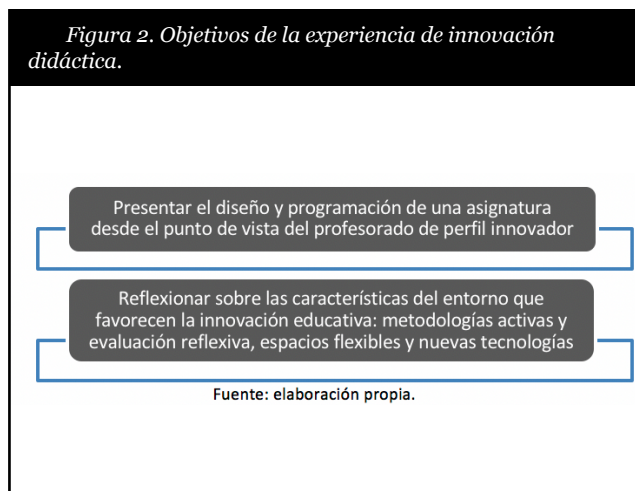 Figura 2. Objetivos de la experiencia de innovación
didáctica.
Presentar el diseño y programación de una asignatura
desde el punto de vista del profesorado de perfil innovador
Reflexionar sobre las características del entorno que
favorecen la innovación educativa: metodologías activas y
evaluación reflexiva, espacios flexibles y nuevas tecnologías
Fuente: elaboración propia.